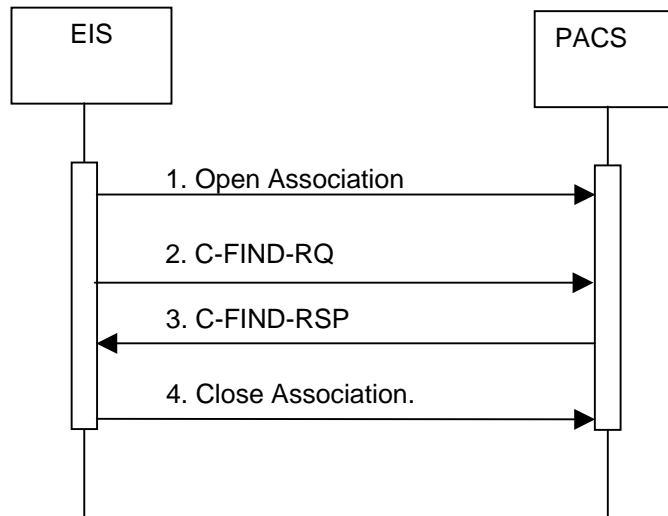 EIS
PACS
1. Open Association
2. C-FIND-RQ
3. C-FIND-RSP
4. Close Association.